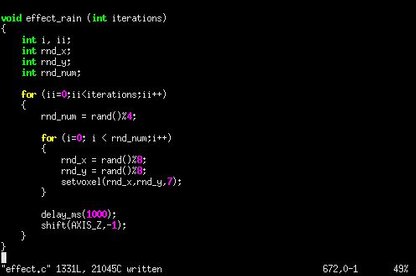 void effect_rain (int iterations)
{
    int i, ii;
    int rnd_x;
    int rnd_y;
    int rnd_num;

    for (ii=0;ii<iterations;ii++)
    {
        rnd_num = rand()%4;

        for (i=0; i < rnd_num;i++)
        {
            rnd_x = rand()%8;
            rnd_y = rand()%8;
            setvoxel(rnd_x,rnd_y,7);
        }

        delay_ms(1000);
        shift(AXIS_Z,-1);
    }
}
"effect.c" 1331L, 21045C written 672,0-1 49%